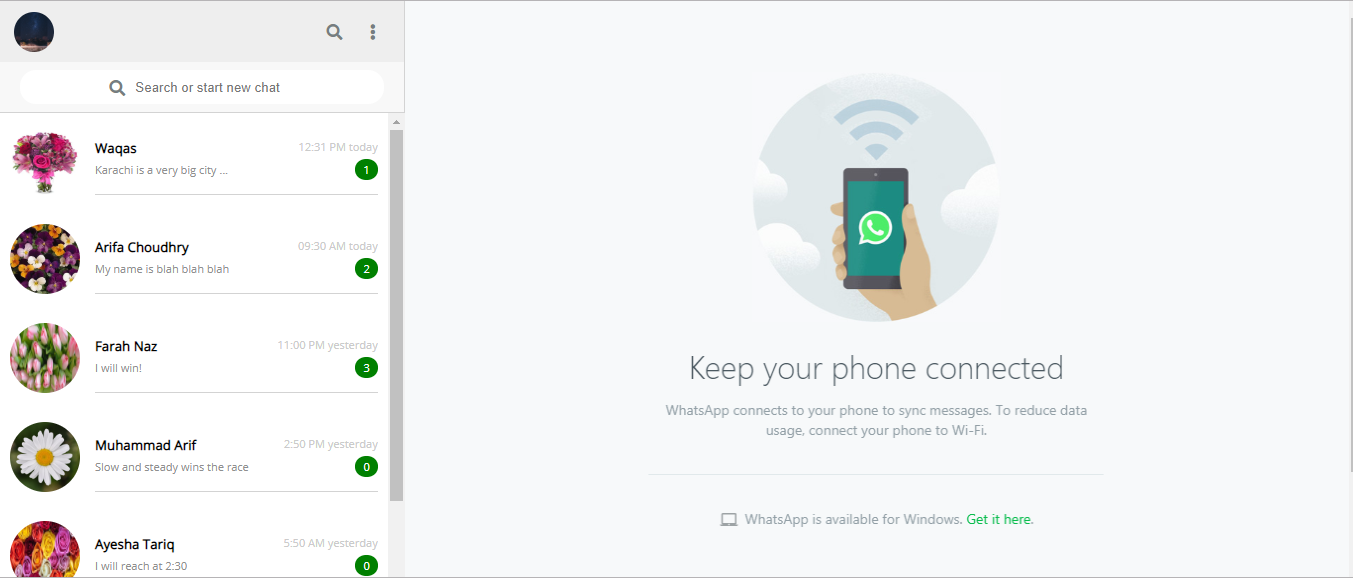 Search or start new chat
Waqas 12:31 PM today
Karachi is a very big city ... 1
Arifa Choudhry 09:30 AM today
My name is blah blah blah 2
Farah Naz 11:00 PM yesterday
I will win! 3
Muhammad Arif 2:50 PM yesterday
Slow and steady wins the race 0
Ayesha Tariq 5:50 AM yesterday
I will reach at 2:30 0
Keep your phone connected
WhatsApp connects to your phone to sync messages. To reduce data
usage, connect your phone to Wi-Fi.
WhatsApp is available for Windows. Get it here.